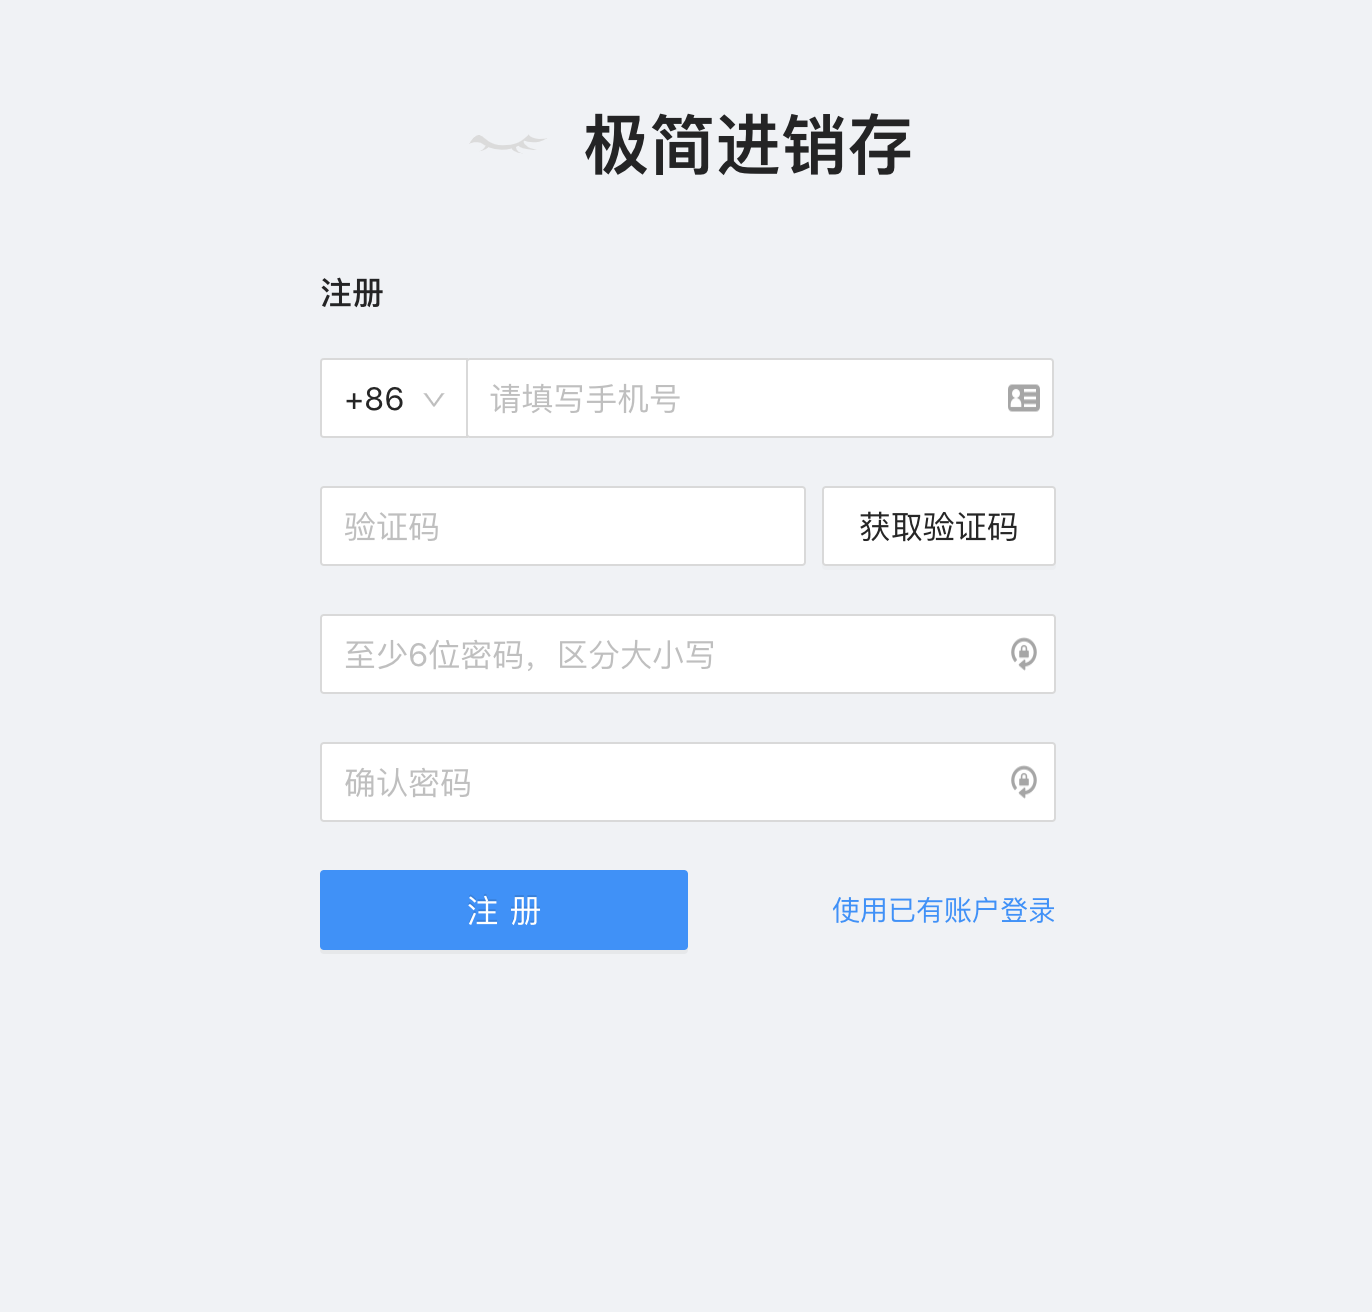 极简进销存
注册
+86 请填写手机号
验证码 获取验证码
至少6位密码，区分大小写
确认密码
注 册 使用已有账户登录